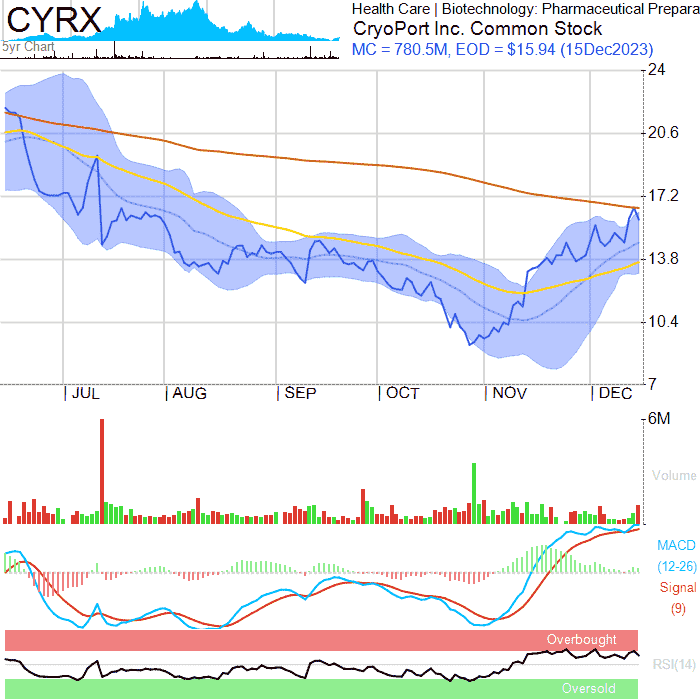 CYRX
5yr Chart
Health Care | Biotechnology: Pharmaceutical Prepara
CryoPort Inc. Common Stock
MC = 780.5M, EOD = $15.94 (15Dec2023)
24
20.6
17.2
13.8
10.4
7
JUL AUG SEP OCT NOV DEC
6M
Volume
MACD
(12-26)
Signal
(9)
Overbought
RSI(14)
Oversold